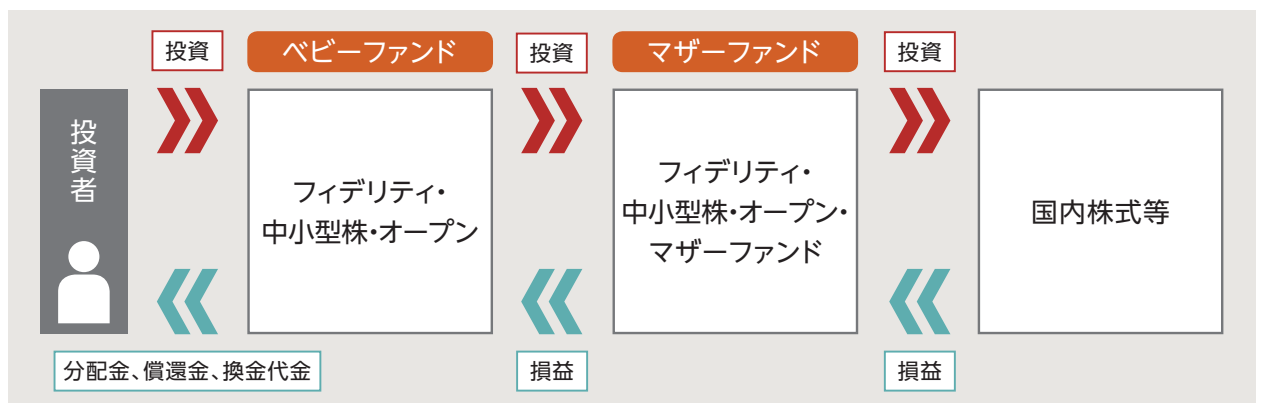 投資
ベビーファンド
投資
マザーファンド
投資
投資者
フィデリティ・
中小型株・オープン
フィデリティ・
中小型株・オープン・
マザーファンド
国内株式等
分配金、償還金、換金代金
損益
損益